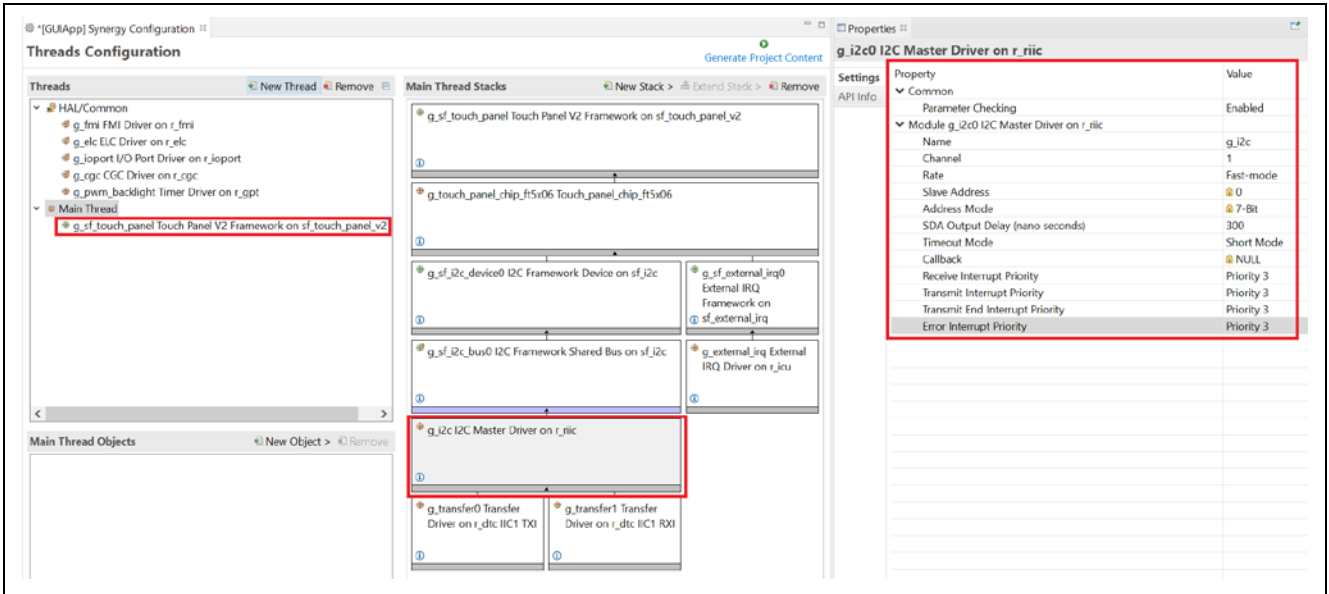 *[GUIApp] Synergy Configuration
Threads Configuration
Generate Project Content
Threads
New Thread
Remove
HAL/Common
g_fmi FMI Driver on r_fmi
g_elc ELC Driver on r_elc
g_ioport I/O Port Driver on r_ioport
g_cgc CGC Driver on r_cgc
g_pwm_backlight Timer Driver on r_gpt
Main Thread
g_sf_touch_panel Touch Panel V2 Framework on sf_touch_panel_v2
Main Thread Objects
New Object >
Remove
Main Thread Stacks
New Stack >
Extend Stack >
Remove
g_sf_touch_panel Touch Panel V2 Framework on sf_touch_panel_v2
g_touch_panel_chip_ft5x06 Touch_panel_chip_ft5x06
g_sf_i2c_device0 I2C Framework Device on sf_i2c
g_sf_external_irq0
External IRQ
Framework on
sf_external_irq
g_sf_i2c_bus0 I2C Framework Shared Bus on sf_i2c
g_external_irq External
IRQ Driver on r_icu
g_i2c I2C Master Driver on r_riic
g_transfer0 Transfer
Driver on r_dtc IIC1 TXI
g_transfer1 Transfer
Driver on r_dtc IIC1 RXI
Properties
g_i2c0 I2C Master Driver on r_riic
Settings
API Info
Property Value
Common
Parameter Checking Enabled
Module g_i2c0 I2C Master Driver on r_riic
Name g_i2c
Channel 1
Rate Fast-mode
Slave Address 0
Address Mode 7-Bit
SDA Output Delay (nano seconds) 300
Timeout Mode Short Mode
Callback NULL
Receive Interrupt Priority Priority 3
Transmit Interrupt Priority Priority 3
Transmit End Interrupt Priority Priority 3
Error Interrupt Priority Priority 3